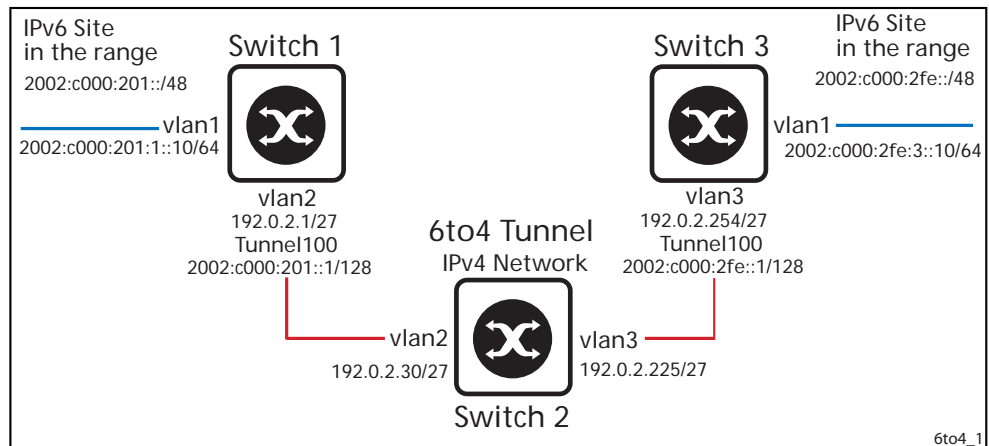 IPv6 Site
in the range
2002:c000:201::/48
Switch 1
vlan1
2002:c000:201:1::10/64
vlan2
192.0.2.1/27
Tunnel100
2002:c000:201::1/128
Switch 3
IPv6 Site
in the range
2002:c000:2fe::/48
vlan1
2002:c000:2fe:3::10/64
vlan3
192.0.2.254/27
Tunnel100
2002:c000:2fe::1/128
6to4 Tunnel
IPv4 Network
vlan2
192.0.2.30/27
vlan3
192.0.2.225/27
Switch 2
6to4_1